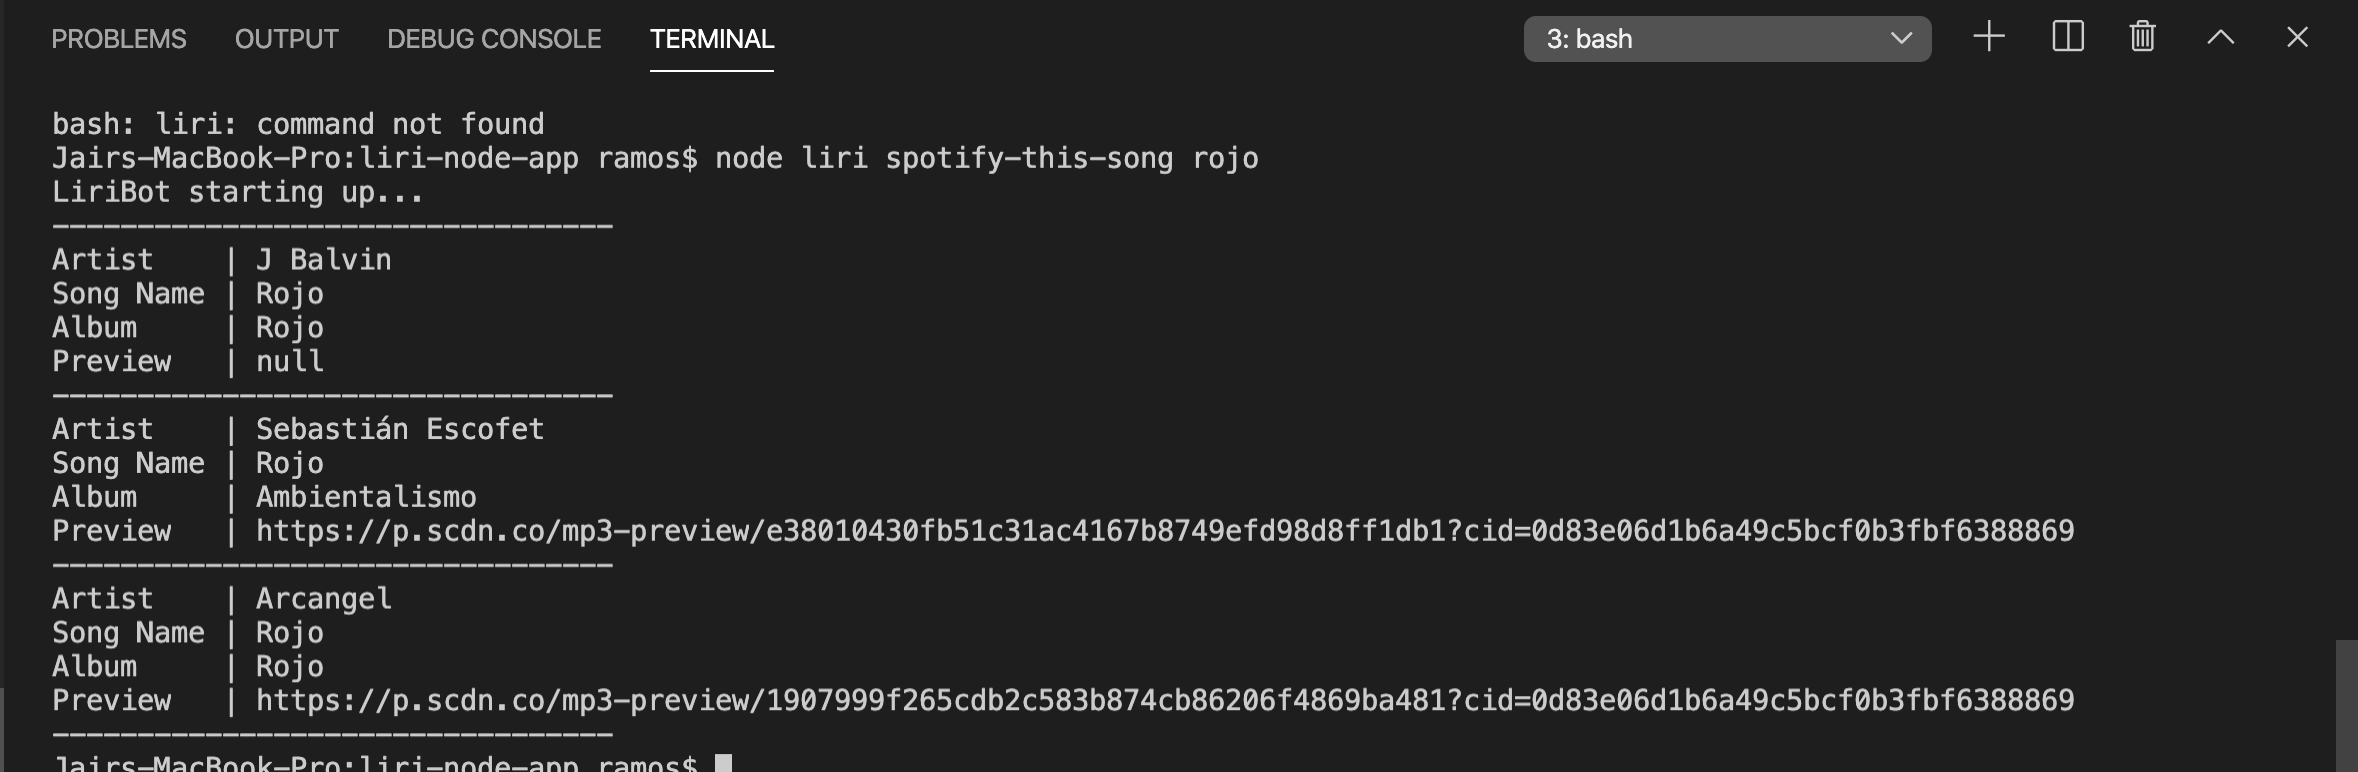 PROBLEMS OUTPUT DEBUG CONSOLE TERMINAL 3: bash
bash: liri: command not found
Jairs-MacBook-Pro:liri-node-app ramos$ node liri spotify-this-song rojo
LiriBot starting up...
---------------------------------
Artist    | J Balvin
Song Name | Rojo
Album     | Rojo
Preview   | null
---------------------------------
Artist    | Sebastián Escofet
Song Name | Rojo
Album     | Ambientalismo
Preview   | https://p.scdn.co/mp3-preview/e38010430fb51c31ac4167b8749efd98d8ff1db1?cid=0d83e06d1b6a49c5bcf0b3fbf6388869
---------------------------------
Artist    | Arcangel
Song Name | Rojo
Album     | Rojo
Preview   | https://p.scdn.co/mp3-preview/1907999f265cdb2c583b874cb86206f4869ba481?cid=0d83e06d1b6a49c5bcf0b3fbf6388869
---------------------------------
Jairs-MacBook-Pro:liri-node-app ramos$